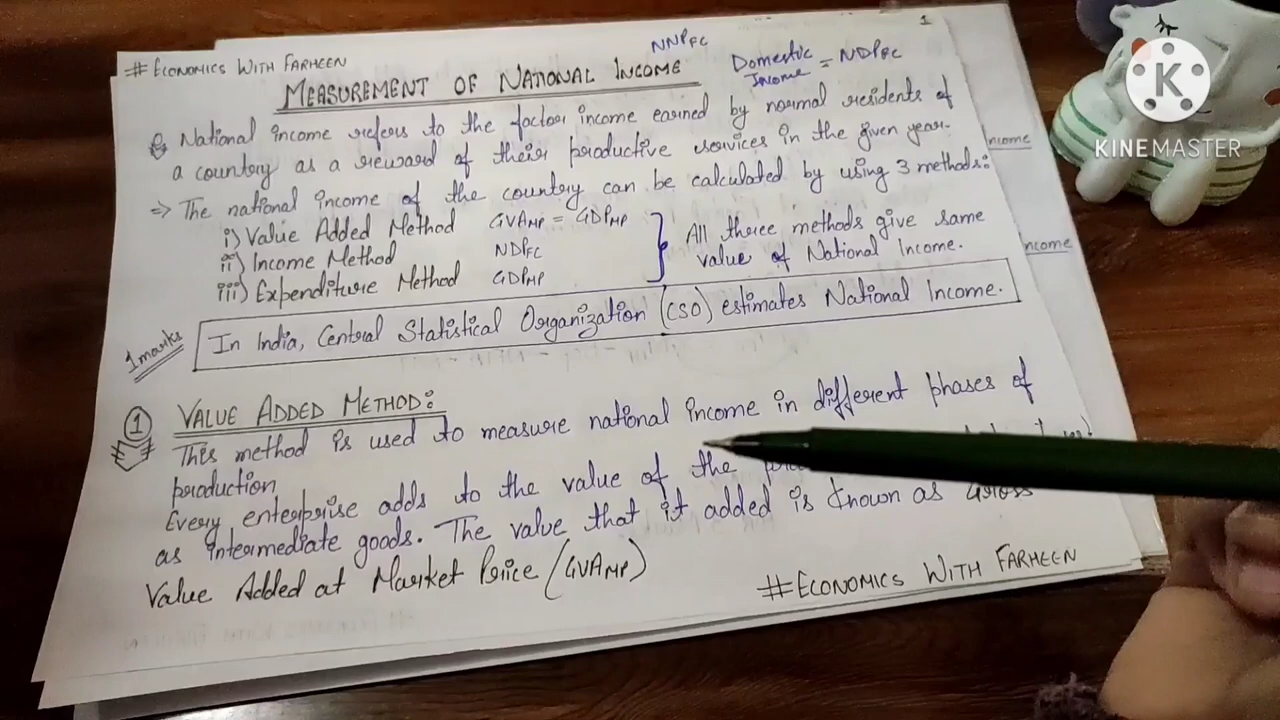 1
# ECONOMICS WITH FARHEEN
NNPFC
MEASUREMENT OF NATIONAL INCOME
Domestic Income = NDPFC
National income refers to the factor income earned by normal residents of
a country as a reward of their productive services in the given year.
⇒ The national income of the country can be calculated by using 3 methods:
i) Value Added Method GVAMP = GDPMP
ii) Income Method NDPFC
iii) Expenditure Method GDPMP
All three methods give same
value of National Income.
1 marks
In India, Central Statistical Organization (CSO) estimates National Income.
1 VALUE ADDED METHOD:
This method is used to measure national income in different phases of
production
Every enterprise adds to the value of the
as intermediate goods. The value that it added is known as Gross
Value Added at Market Price (GVAMP)
# ECONOMICS WITH FARHEEN
ncome
ncome
K
KINEMASTER